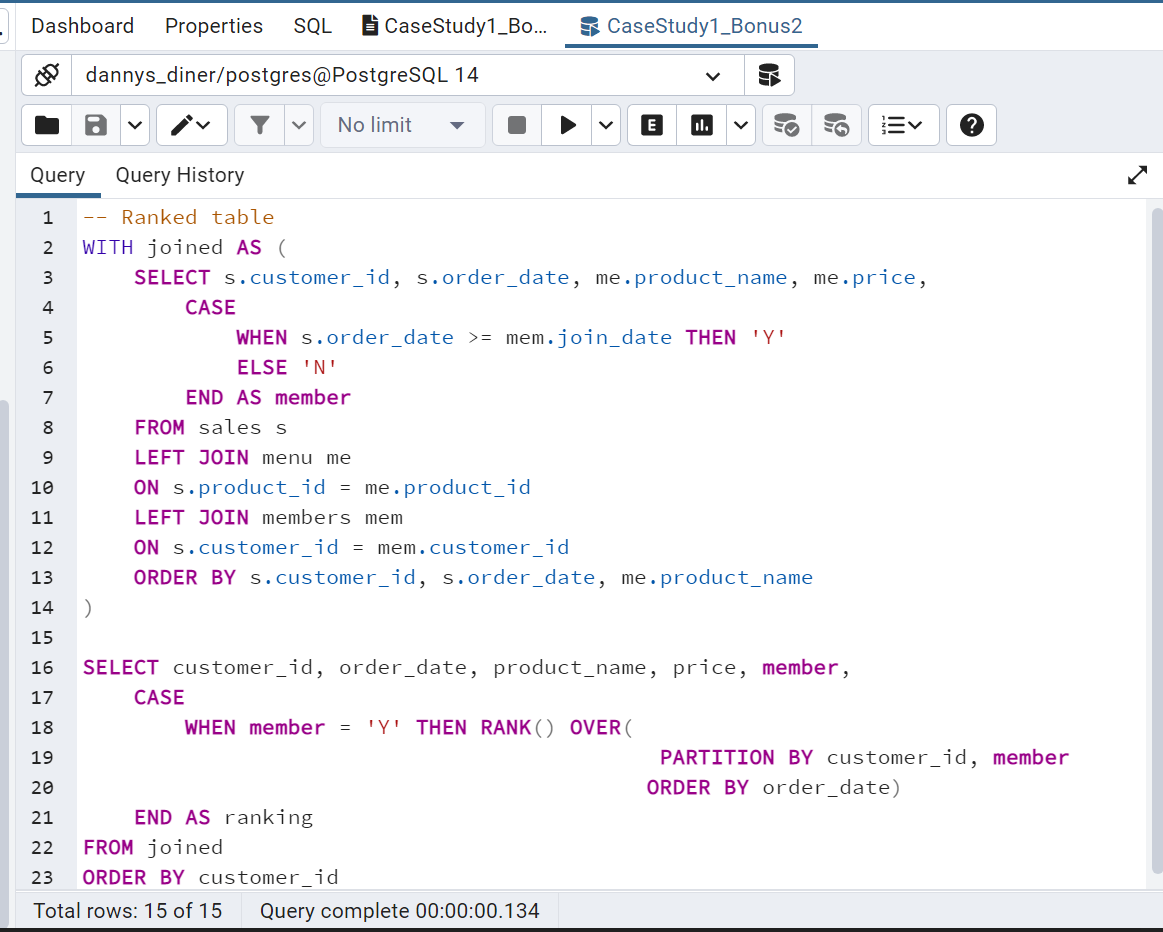 Dashboard Properties SQL CaseStudy1_Bo... CaseStudy1_Bonus2
dannys_diner/postgres@PostgreSQL 14
No limit E
Query Query History
1 -- Ranked table
2 WITH joined AS (
3 SELECT s.customer_id, s.order_date, me.product_name, me.price,
4 CASE
5 WHEN s.order_date >= mem.join_date THEN 'Y'
6 ELSE 'N'
7 END AS member
8 FROM sales s
9 LEFT JOIN menu me
10 ON s.product_id = me.product_id
11 LEFT JOIN members mem
12 ON s.customer_id = mem.customer_id
13 ORDER BY s.customer_id, s.order_date, me.product_name
14 )
15
16 SELECT customer_id, order_date, product_name, price, member,
17 CASE
18 WHEN member = 'Y' THEN RANK() OVER(
19 PARTITION BY customer_id, member
20 ORDER BY order_date)
21 END AS ranking
22 FROM joined
23 ORDER BY customer_id
Total rows: 15 of 15 Query complete 00:00:00.134